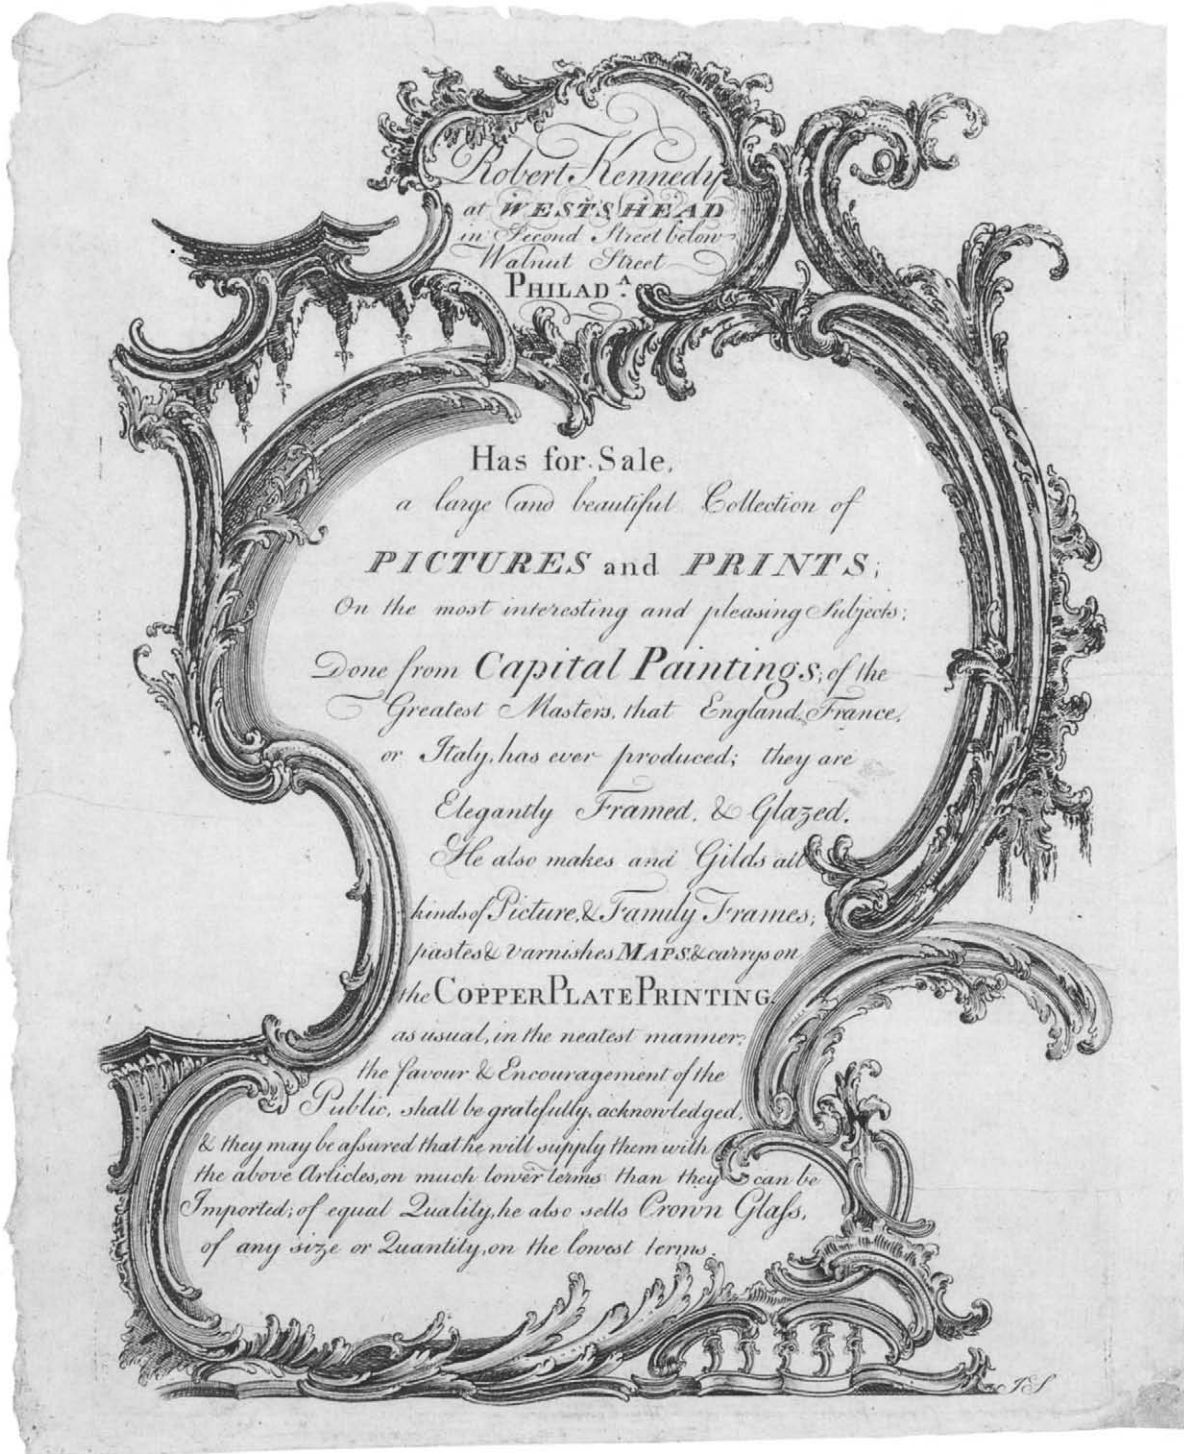 Robert Kennedy
at WESTS HEAD
in Second Street below
Walnut Street
PHILADA.
Has for Sale,
a large and beautiful Collection of
PICTURES and PRINTS;
On the most interesting and pleasing Subjects;
Done from Capital Paintings, of the
Greatest Masters, that England, France,
or Italy, has ever produced; they are
Elegantly Framed, & Glazed.
He also makes and Gilds all
kinds of Picture, & Family Frames;
pastes & varnishes MAPS, & carrys on
the COPPER PLATE PRINTING,
as usual, in the neatest manner;
the favour & Encouragement of the
Public, shall be gratefully, acknowledged,
& they may be aſsured that he will supply them with
the above Articles, on much lower terms than they can be
Imported; of equal Quality, he also sells Crown Glaſs,
of any size or Quantity, on the lowest terms.
JS